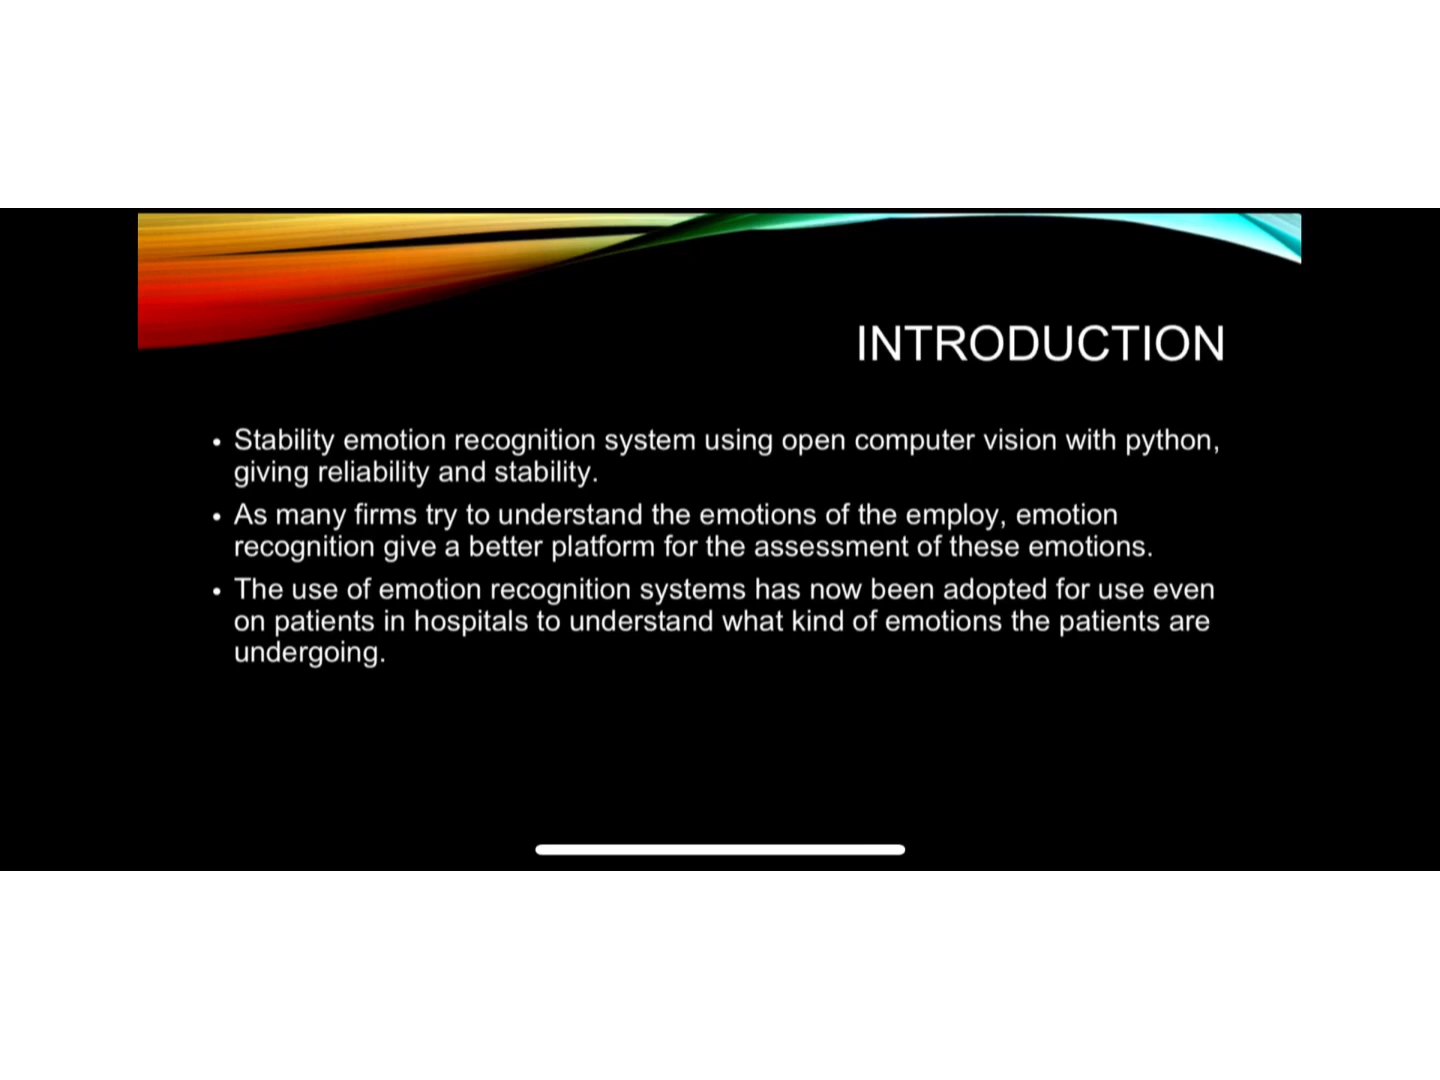 INTRODUCTION
• Stability emotion recognition system using open computer vision with python,
giving reliability and stability.
• As many firms try to understand the emotions of the employ, emotion
recognition give a better platform for the assessment of these emotions.
• The use of emotion recognition systems has now been adopted for use even
on patients in hospitals to understand what kind of emotions the patients are
undergoing.